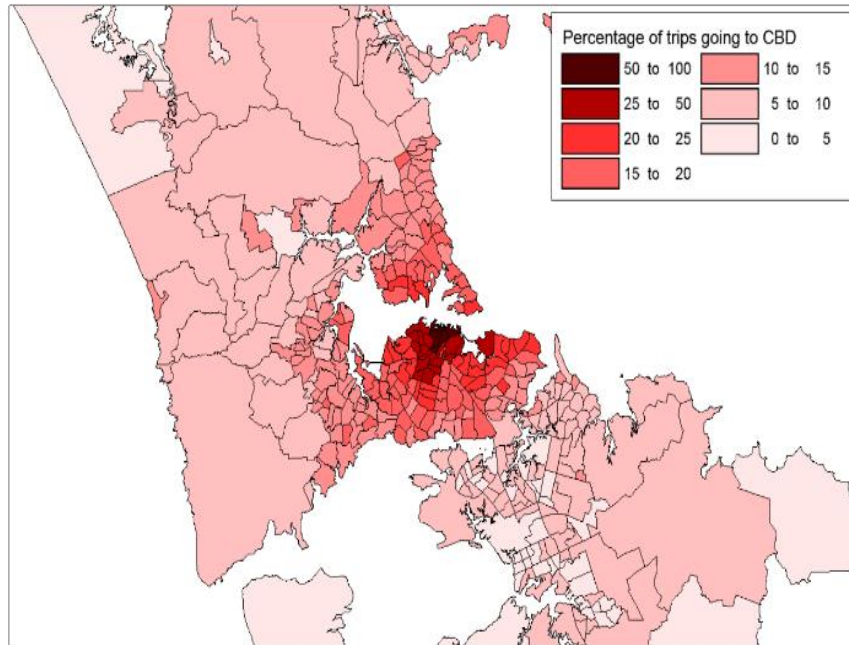 Percentage of trips going to CBD
50 to 100
25 to 50
20 to 25
15 to 20
10 to 15
5 to 10
0 to 5